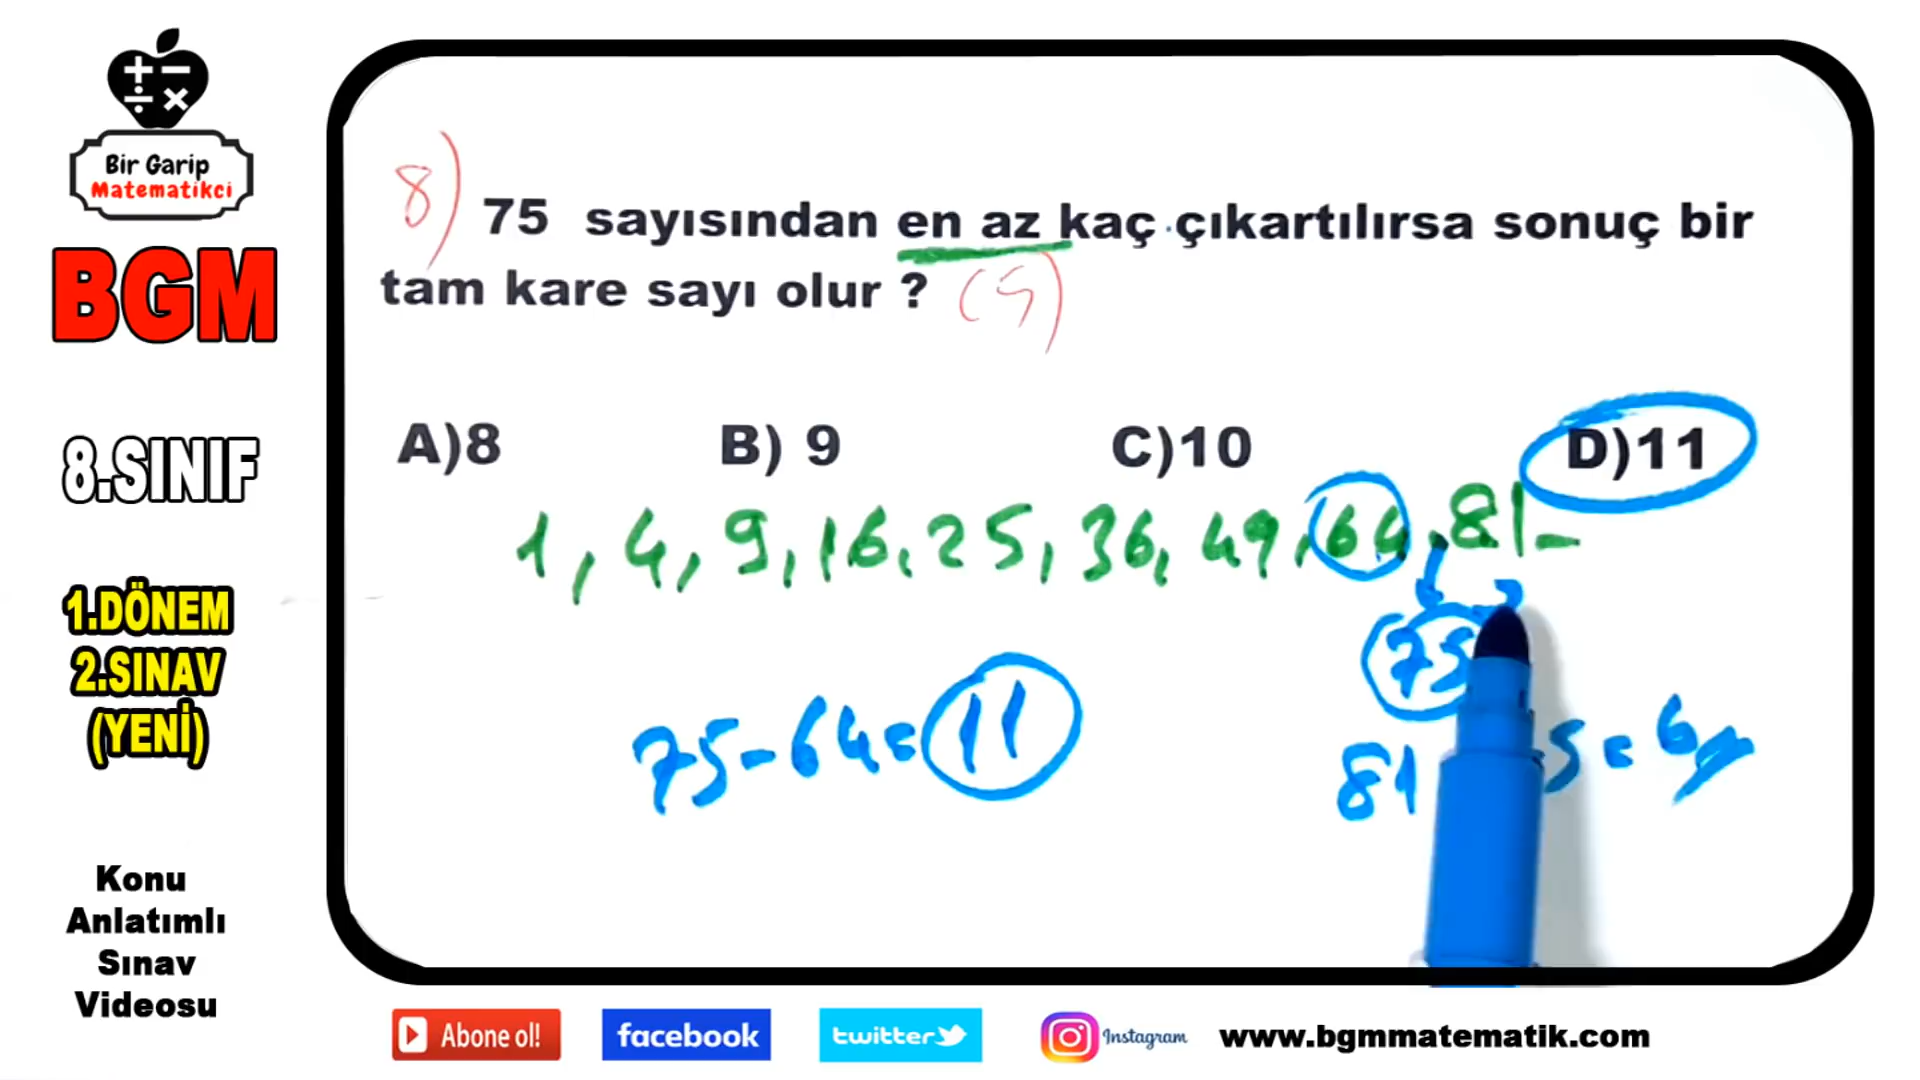 Bir Garip
Matematikci
BGM
8.SINIF
1.DÖNEM
2.SINAV
(YENİ)
Konu
Anlatımlı
Sınav
Videosu
8) 75 sayısından en az kaç çıkartılırsa sonuç bir
tam kare sayı olur ? (5)
A)8 B) 9 C)10 D)11
1, 4, 9, 16, 25, 36, 49, 64, 81-
75
75-64=11
81 5 = 6
Abone ol! facebook twitter Instagram www.bgmmatematik.com